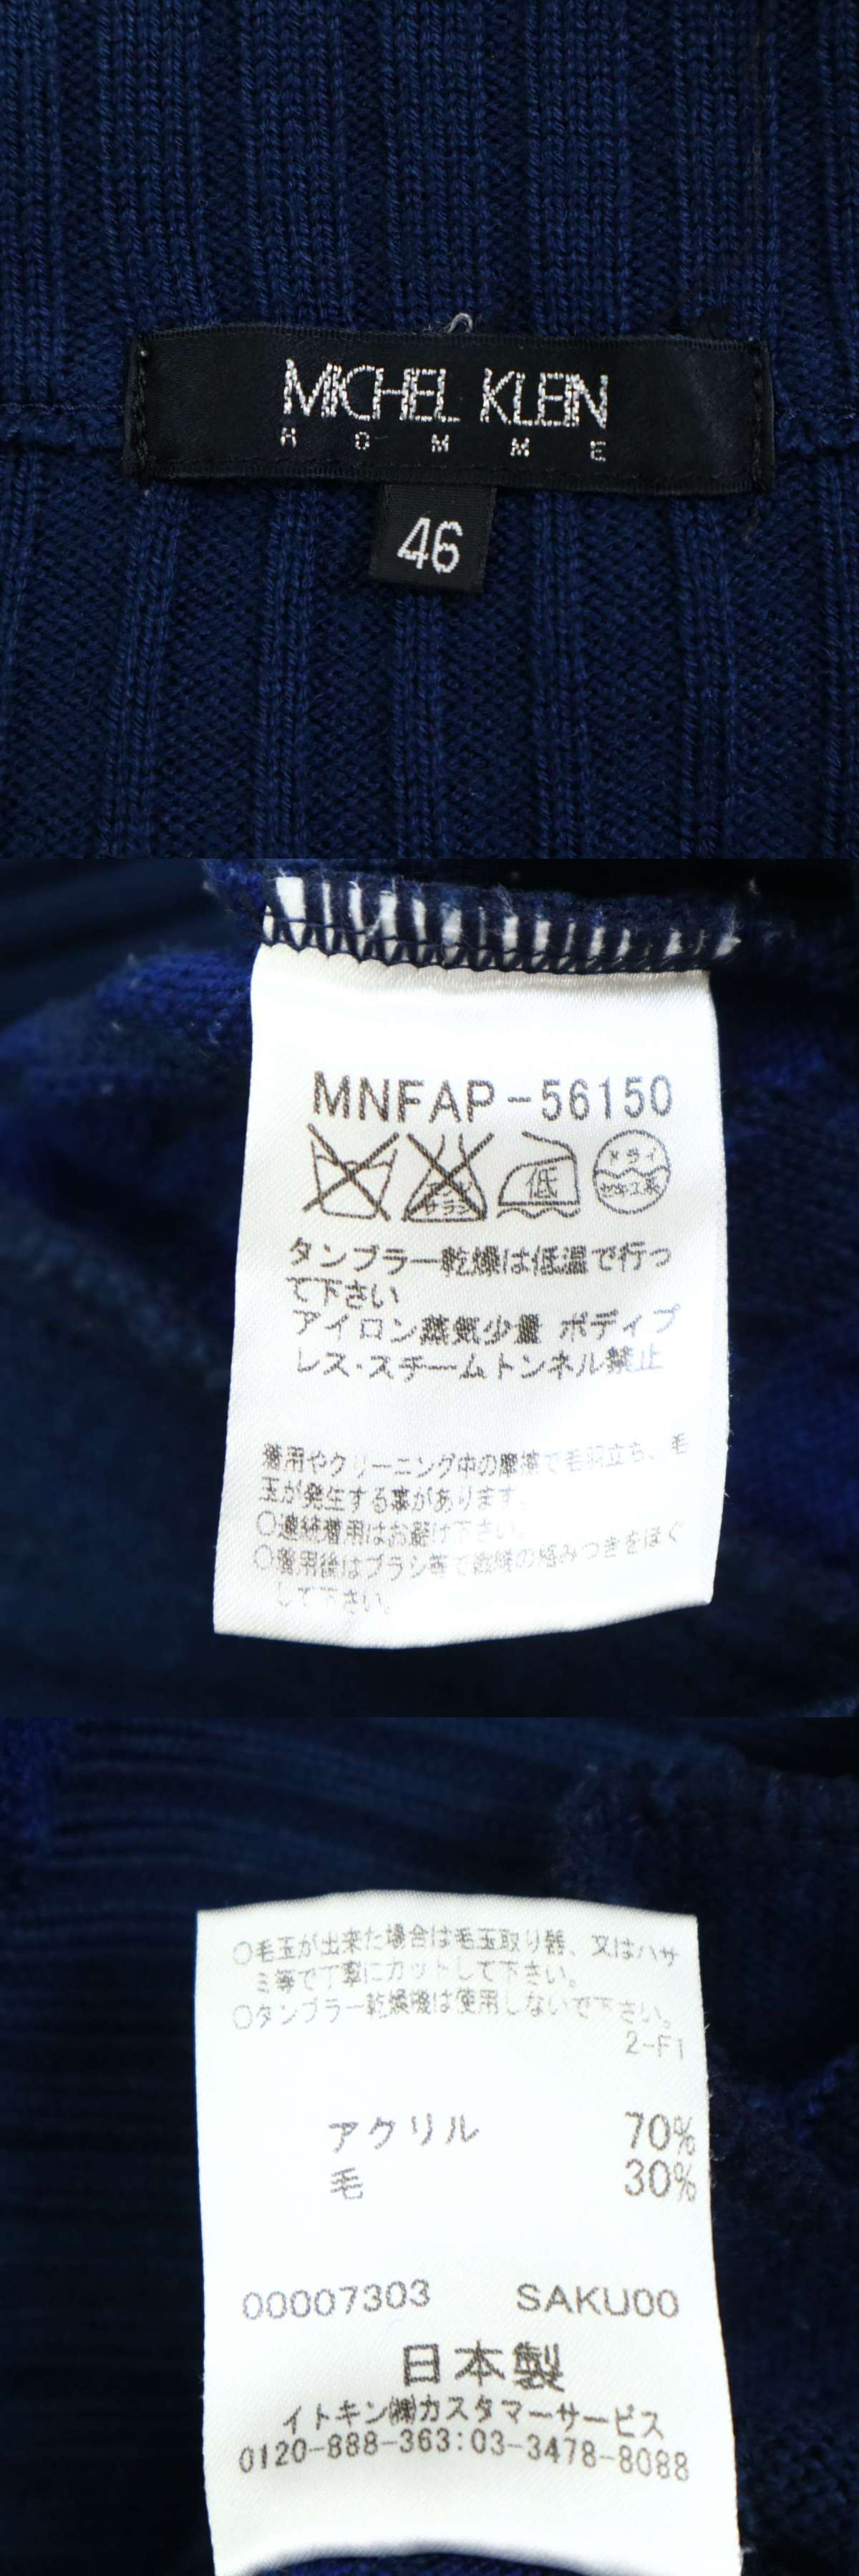 MICHEL KLEIN
HOMME
46
MNFAP-56150
エンソ
サラシ
低
ドライ
セキユ系
タンブラー乾燥は低温で行っ
て下さい
アイロン蒸気少量 ボディプ
レス・スチームトンネル禁止
着用やクリーニング中の摩擦で毛羽立ち、毛
玉が発生する事があります。
○連続着用はお避け下さい。
○着用後はブラシ等で繊維の絡みつきをほぐ
して下さい。
○毛玉が出来た場合は毛玉取り器、又はハサ
ミ等で丁寧にカットして下さい。
○タンブラー乾燥機は使用しないで下さい。
2-F1
アクリル 70%
毛 30%
00007303 SAKU00
日本製
イトキン㈱カスタマーサービス
0120-888-363:03-3478-8088